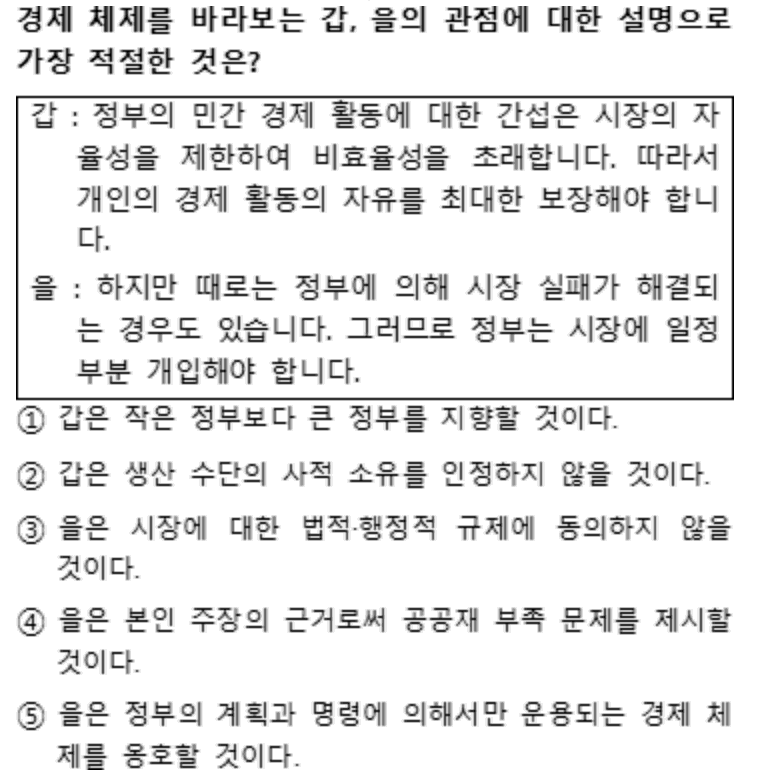 경제 체제를 바라보는 갑, 을의 관점에 대한 설명으로
가장 적절한 것은?
갑 : 정부의 민간 경제 활동에 대한 간섭은 시장의 자
율성을 제한하여 비효율성을 초래합니다. 따라서
개인의 경제 활동의 자유를 최대한 보장해야 합니
다.
을 : 하지만 때로는 정부에 의해 시장 실패가 해결되
는 경우도 있습니다. 그러므로 정부는 시장에 일정
부분 개입해야 합니다.
① 갑은 작은 정부보다 큰 정부를 지향할 것이다.
② 갑은 생산 수단의 사적 소유를 인정하지 않을 것이다.
③ 을은 시장에 대한 법적·행정적 규제에 동의하지 않을
것이다.
④ 을은 본인 주장의 근거로써 공공재 부족 문제를 제시할
것이다.
⑤ 을은 정부의 계획과 명령에 의해서만 운용되는 경제 체
제를 옹호할 것이다.